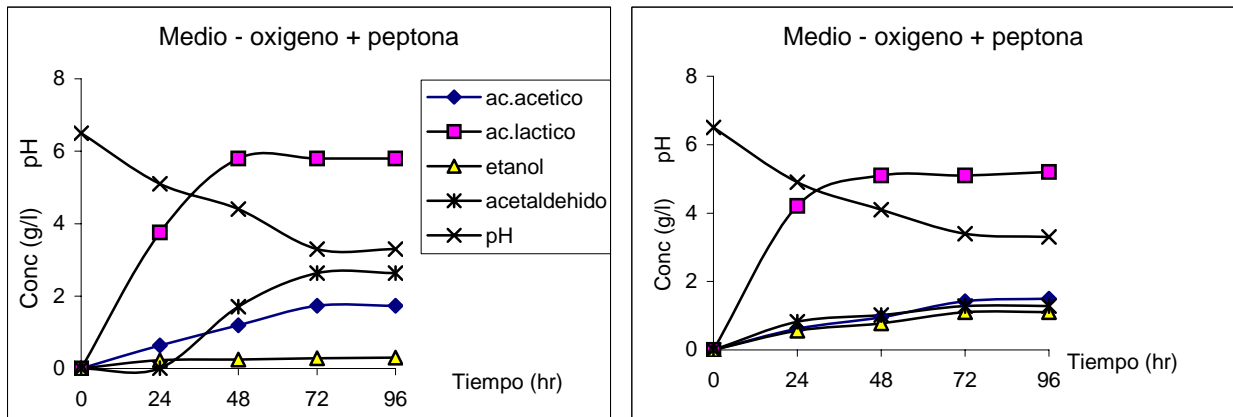 Medio - oxigeno + peptona
8
6
4
2
0
Conc (g/l) pH
0 24 48 72 96
Tiempo (hr)
ac.acetico
ac.lactico
etanol
acetaldehido
pH
Medio - oxigeno + peptona
8
6
4
2
0
Conc (g/l) pH
0 24 48 72 96
Tiempo (hr)